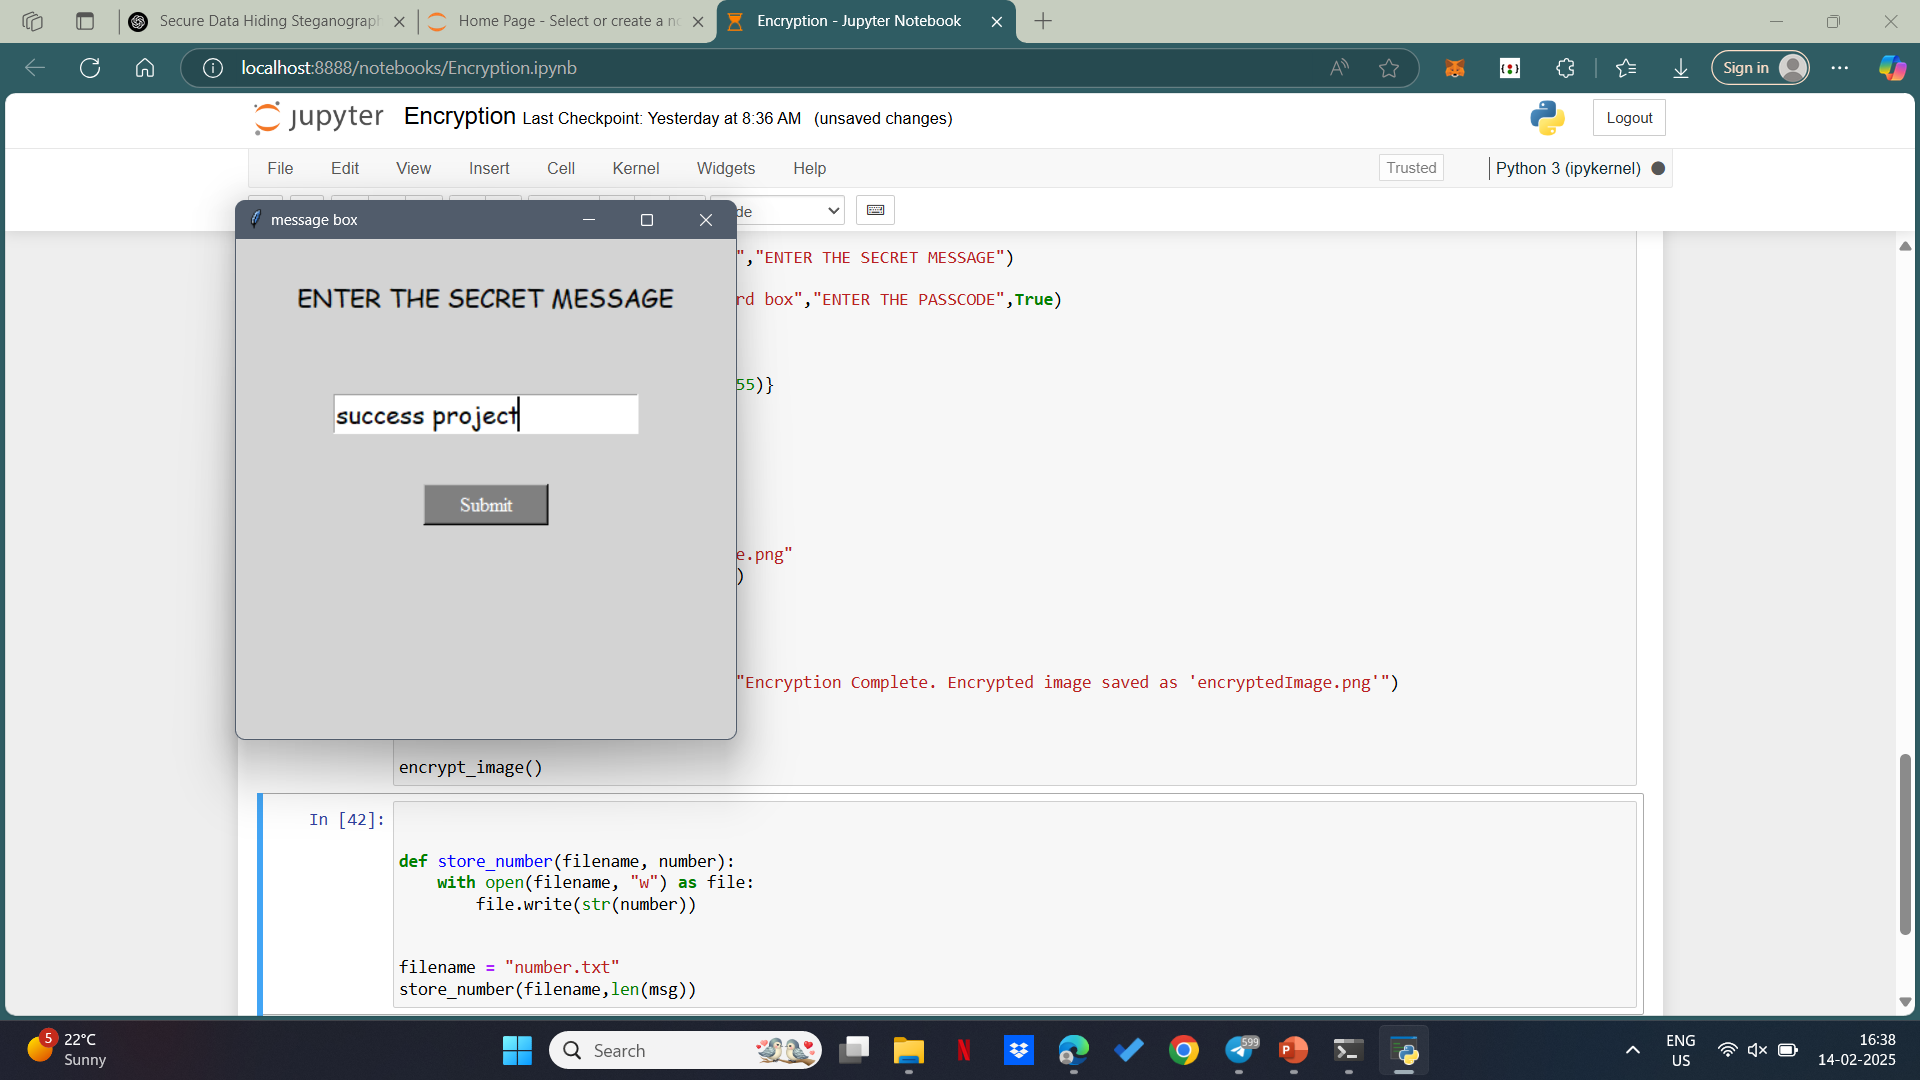 Secure Data Hiding Steganograph
Home Page - Select or create a no
Encryption - Jupyter Notebook
localhost:8888/notebooks/Encryption.ipynb
Sign in
jupyter Encryption Last Checkpoint: Yesterday at 8:36 AM (unsaved changes)
Logout
File Edit View Insert Cell Kernel Widgets Help
Trusted
Python 3 (ipykernel)
de
message box
ENTER THE SECRET MESSAGE
success project
Submit
","ENTER THE SECRET MESSAGE")
rd box","ENTER THE PASSCODE",True)
55)}
e.png"
)
"Encryption Complete. Encrypted image saved as 'encryptedImage.png'")
encrypt_image()
In [42]:
def store_number(filename, number):
with open(filename, "w") as file:
file.write(str(number))
filename = "number.txt"
store_number(filename,len(msg))
5
22°C
Sunny
Search
599
ENG
US
16:38
14-02-2025